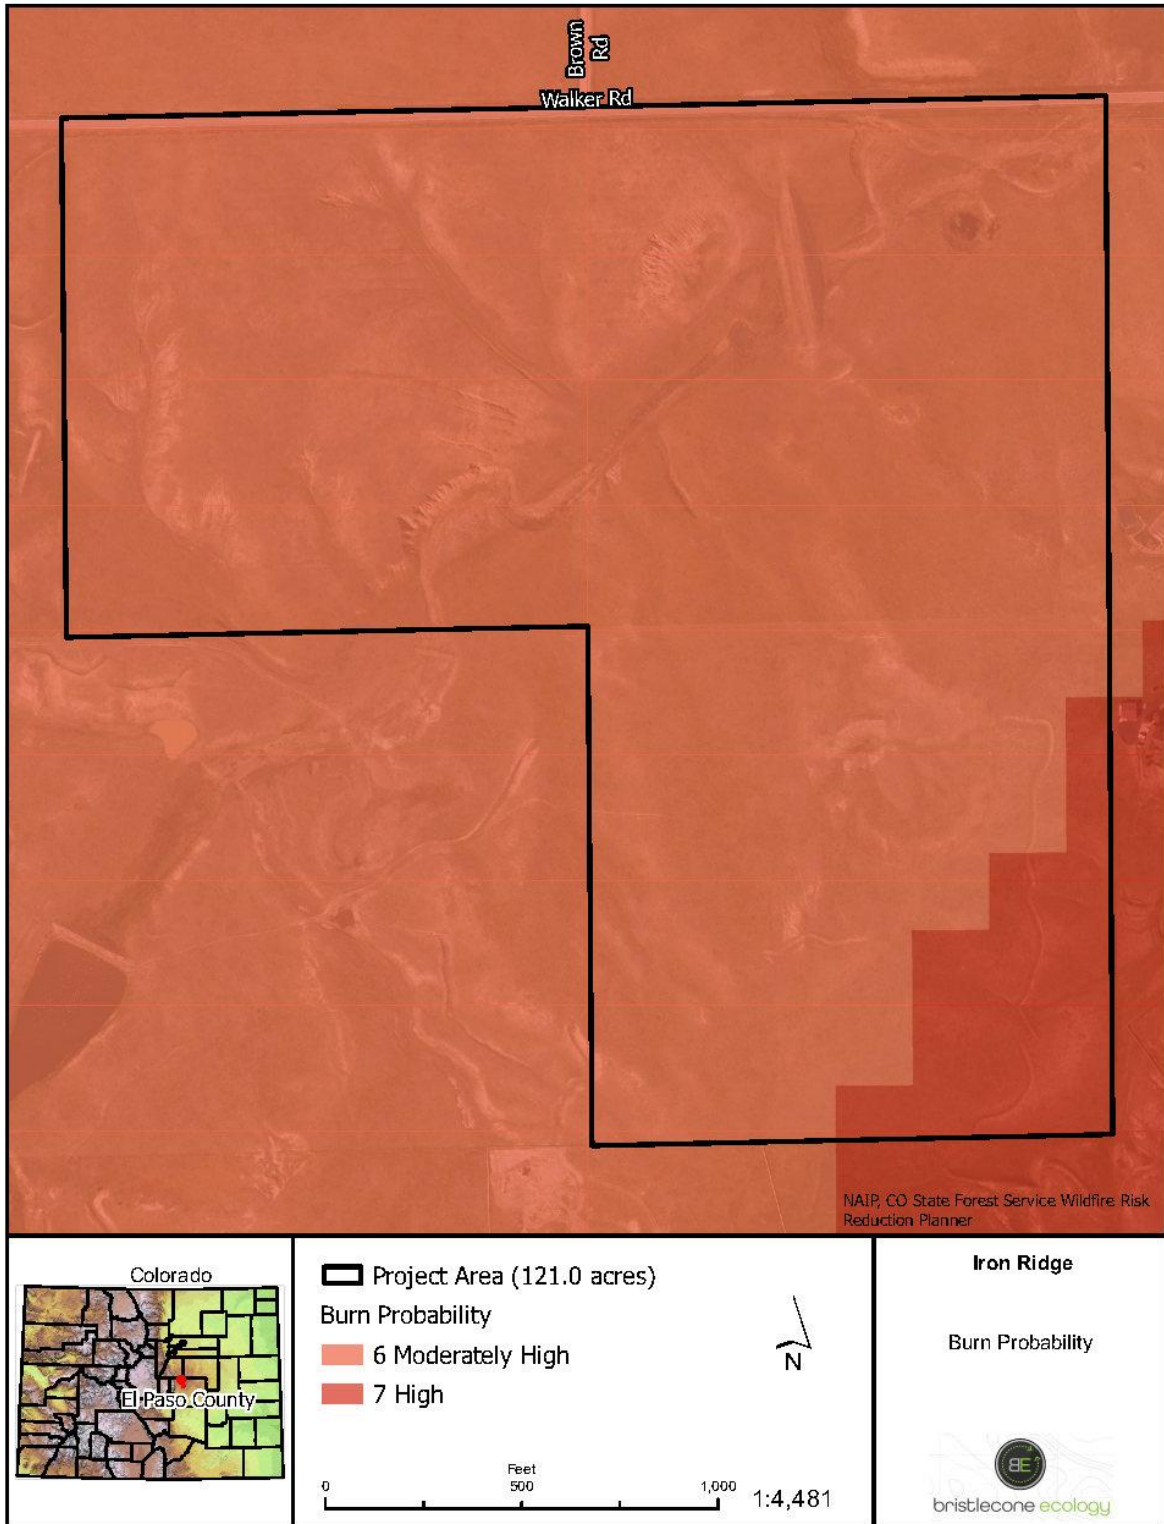 Brown
Rd
Walker Rd
NAIP, CO State Forest Service Wildfire Risk
Reduction Planner
Colorado
El Paso County
Project Area (121.0 acres)
Burn Probability
6 Moderately High
7 High
N
Feet
0 500 1,000
1:4,481
Iron Ridge
Burn Probability
BE
bristlecone ecology